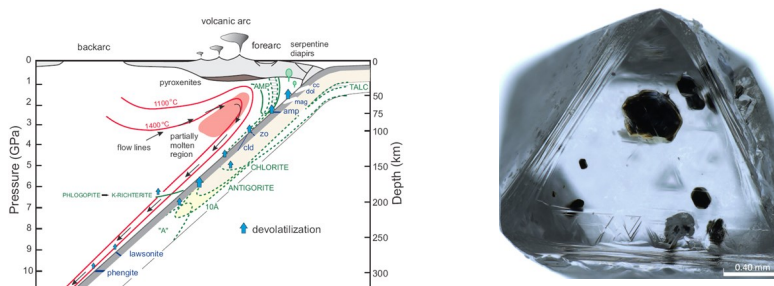 volcanic arc
backarc
forearc
serpentine
diapirs
0
0
1
50
2
75
3
100
4
5
150
6
7
200
8
250
9
10
300
Pressure (GPa)
Depth (km)
pyroxenites
AMP
cc
dol
mag
TALC
amp
1100°C
1400°C
flow lines
partially
molten
region
zo
cld
CHLORITE
ANTIGORITE
PHLOGOPITE
K-RICHTERITE
10Å
"A"
devolatilization
lawsonite
phengite
0.40 mm